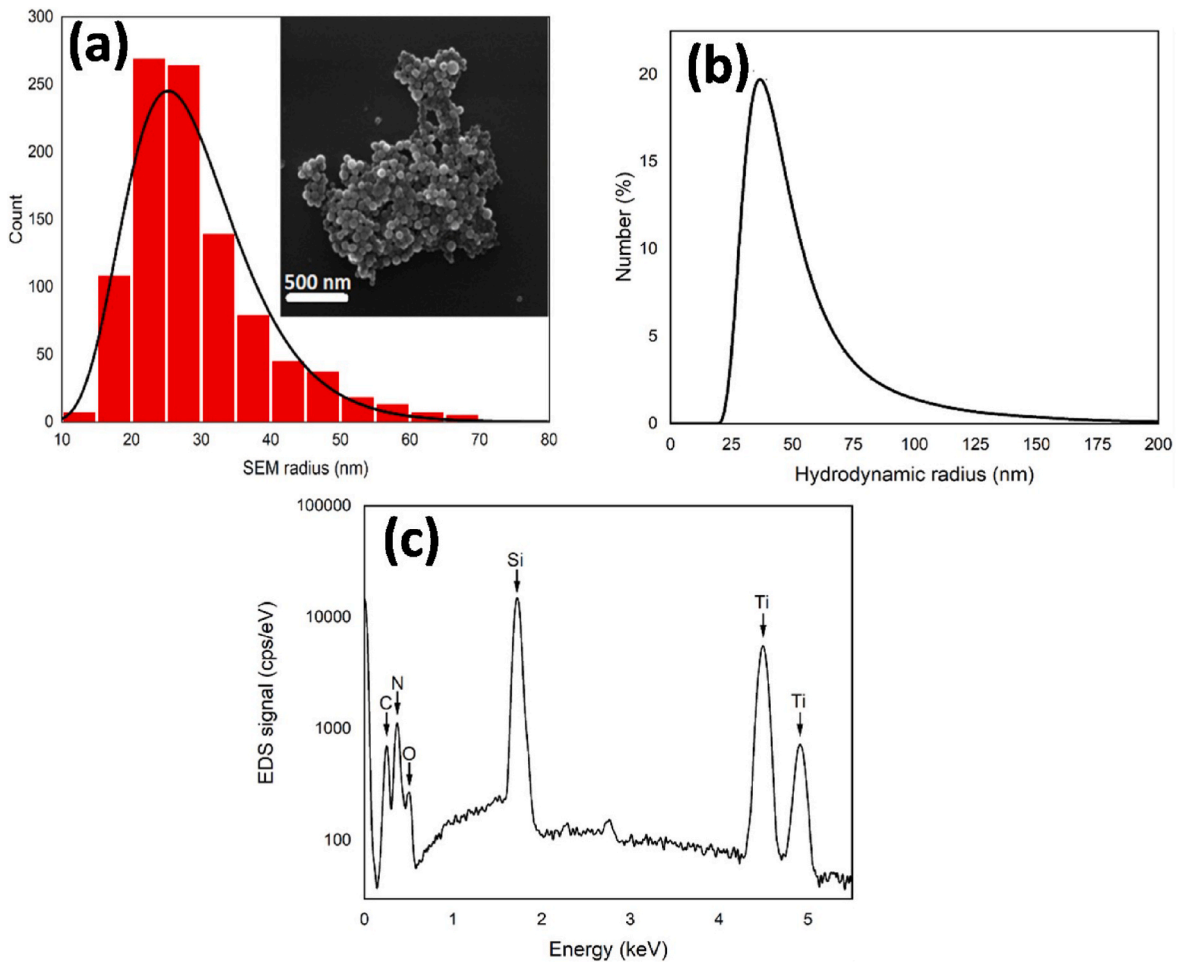 (a)
300
250
200
150
100
50
0
Count
10 20 30 40 50 60 70 80
SEM radius (nm)
500 nm
(b)
20
15
10
5
0
Number (%)
0 25 50 75 100 125 150 175 200
Hydrodynamic radius (nm)
(c)
100000
10000
1000
100
EDS signal (cps/eV)
C
N
O
Si
Ti
Ti
0 1 2 3 4 5
Energy (keV)